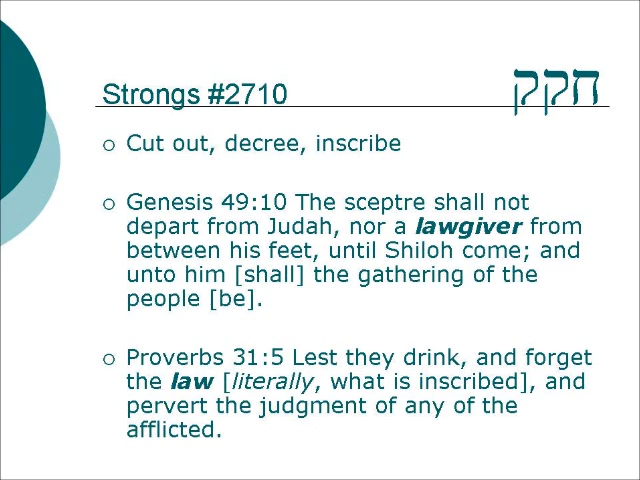 Strongs #2710 חקק
Cut out, decree, inscribe
Genesis 49:10 The sceptre shall not
depart from Judah, nor a lawgiver from
between his feet, until Shiloh come; and
unto him [shall] the gathering of the
people [be].
Proverbs 31:5 Lest they drink, and forget
the law [literally, what is inscribed], and
pervert the judgment of any of the
afflicted.